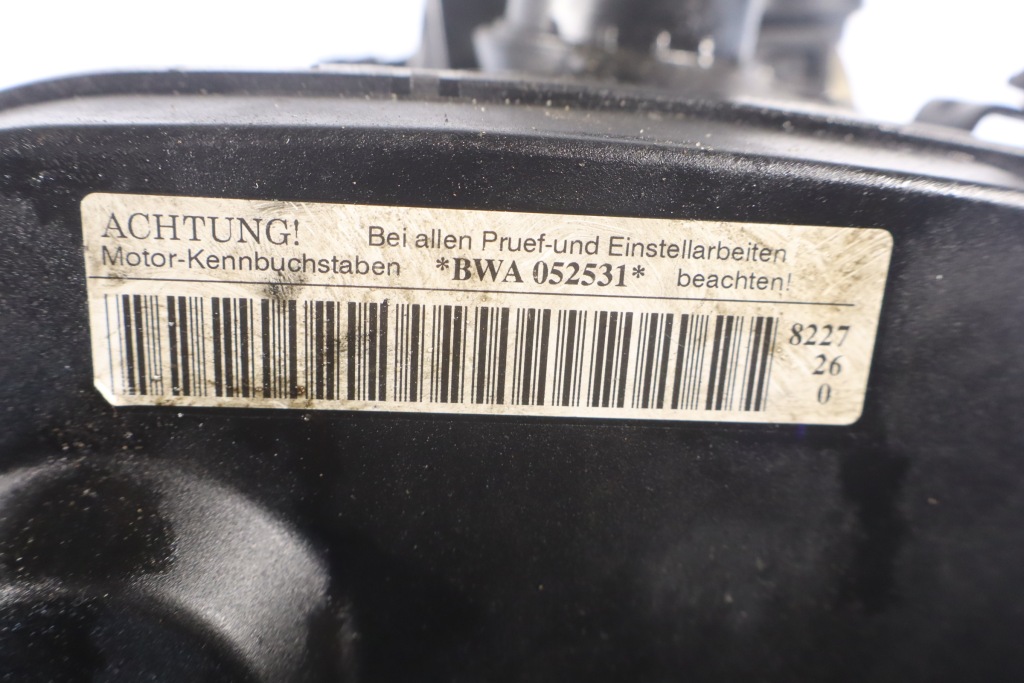 ACHTUNG! Bei allen Pruef-und Einstellarbeiten
Motor-Kennbuchstaben *BWA 052531* beachten!
8227
26
0